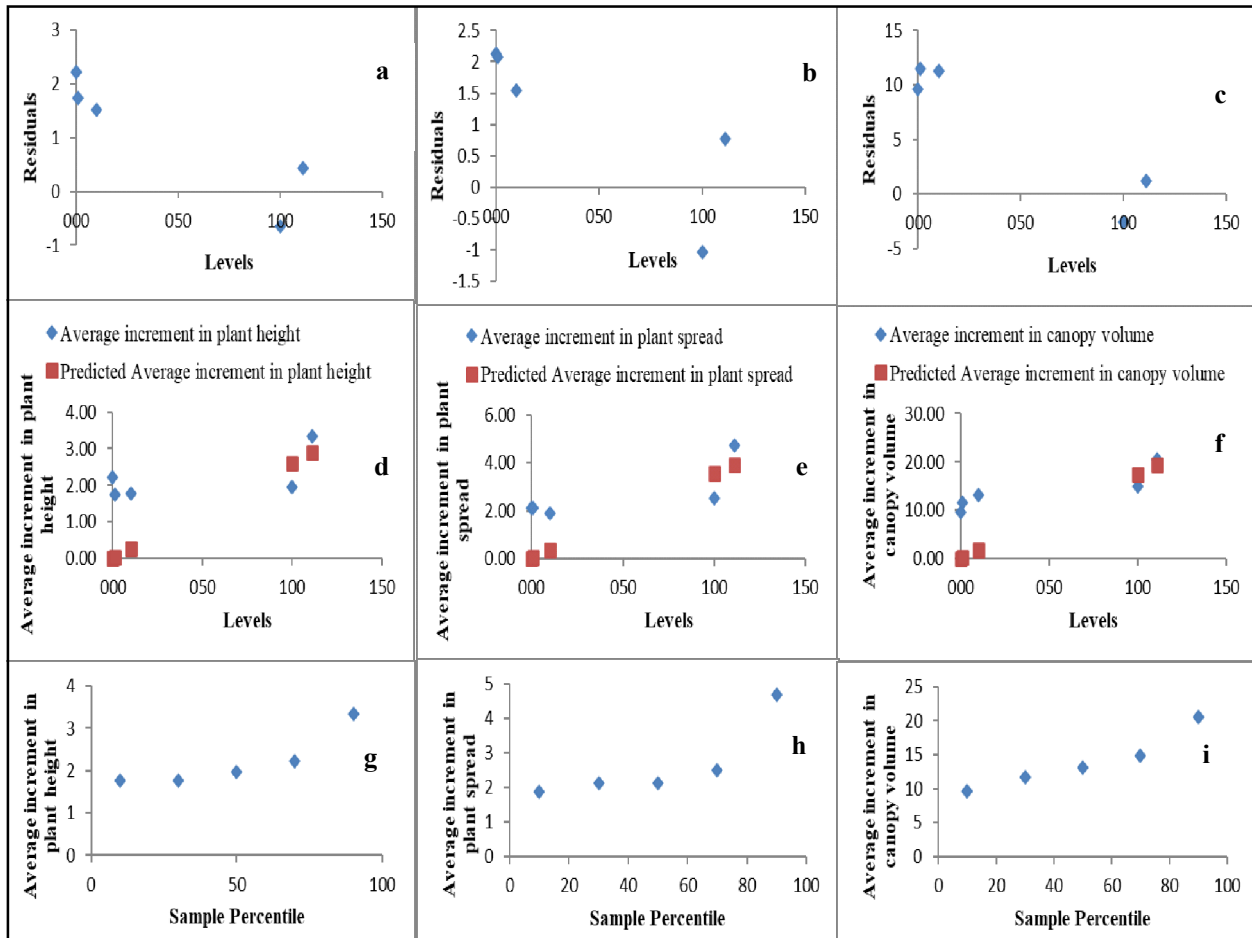 3
2
1
0
-1
000
050
100
150
Residuals
Levels
a
2.5
2
1.5
1
0.5
0
-0.5
-1
-1.5
000
050
100
150
Residuals
Levels
b
15
10
5
0
-5
000
050
100
150
Residuals
Levels
c
Average increment in plant height
Predicted Average increment in plant height
4.00
3.00
2.00
1.00
0.00
000
050
100
150
Average increment in plant
height
Levels
d
Average increment in plant spread
Predicted Average increment in plant spread
6.00
4.00
2.00
0.00
000
050
100
150
Average increment in plant
spread
Levels
e
Average increment in canopy volume
Predicted Average increment in canopy volume
30.00
20.00
10.00
0.00
000
050
100
150
Average increment in
canopy volume
Levels
f
4
3
2
1
0
0
50
100
Average increment in
plant height
Sample Percentile
g
5
4
3
2
1
0
0
20
40
60
80
100
Average increment in
plant spread
Sample Percentile
h
25
20
15
10
5
0
0
20
40
60
80
100
Average increment in
canopy volume
Sample Percentile
i